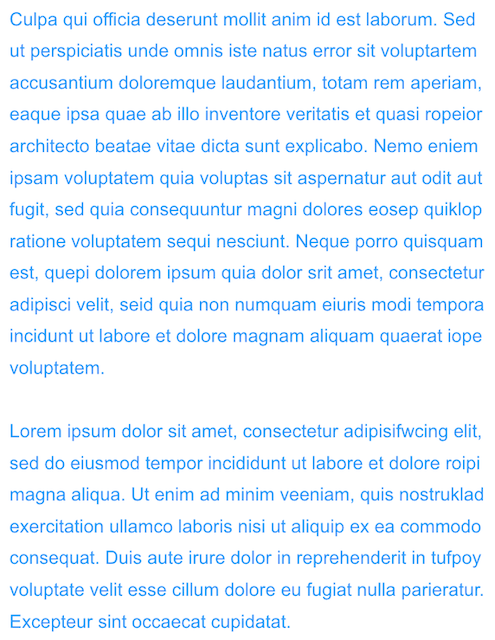 Culpa qui officia deserunt mollit anim id est laborum. Sed
ut perspiciatis unde omnis iste natus error sit voluptartem
accusantium doloremque laudantium, totam rem aperiam,
eaque ipsa quae ab illo inventore veritatis et quasi ropeior
architecto beatae vitae dicta sunt explicabo. Nemo eniem
ipsam voluptatem quia voluptas sit aspernatur aut odit aut
fugit, sed quia consequuntur magni dolores eosep quiklop
ratione voluptatem sequi nesciunt. Neque porro quisquam
est, quepi dolorem ipsum quia dolor srit amet, consectetur
adipisci velit, seid quia non numquam eiuris modi tempora
incidunt ut labore et dolore magnam aliquam quaerat iope
voluptatem.

Lorem ipsum dolor sit amet, consectetur adipisifwcing elit,
sed do eiusmod tempor incididunt ut labore et dolore roipi
magna aliqua. Ut enim ad minim veeniam, quis nostruklad
exercitation ullamco laboris nisi ut aliquip ex ea commodo
consequat. Duis aute irure dolor in reprehenderit in tufpoy
voluptate velit esse cillum dolore eu fugiat nulla parieratur.
Excepteur sint occaecat cupidatat.